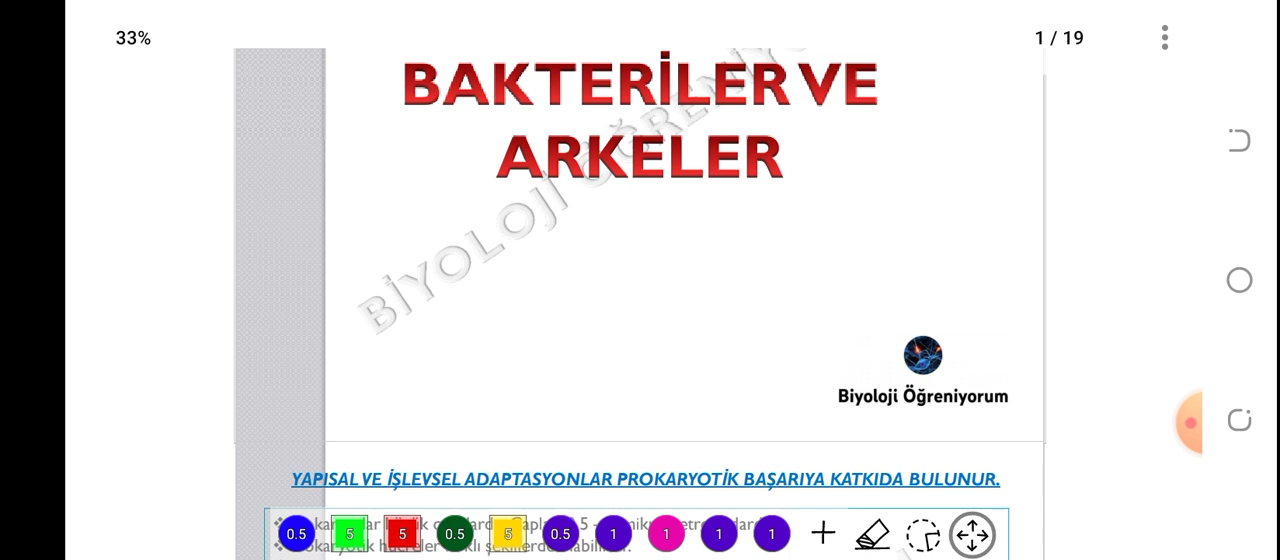 33%
1 / 19
BAKTERİLER VE
ARKELER
BİYOLOJİ ÖĞRENİYO
Biyoloji Öğreniyorum
YAPISAL VE İŞLEVSEL ADAPTASYONLAR PROKARYOTİK BAŞARIYA KATKIDA BULUNUR.
0.5 5 5 0.5 5 0.5 1 1 1 1